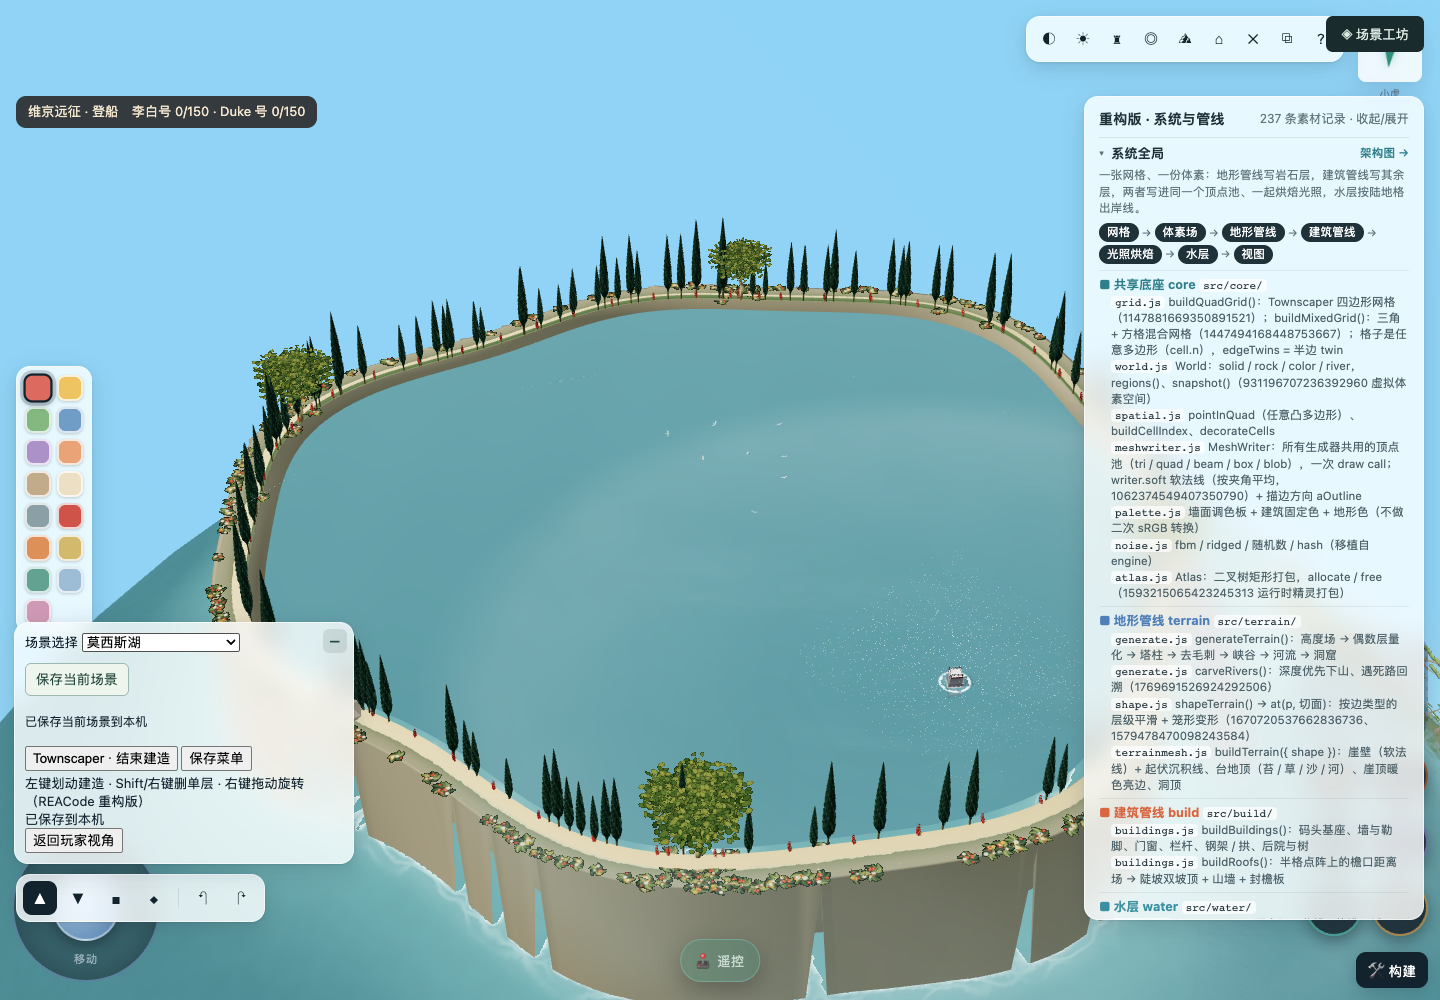 ?
◈ 场景工坊
小虎
维京远征 · 登船 李白号 0/150 · Duke 号 0/150
重构版 · 系统与管线 237 条素材记录 · 收起/展开
▾ 系统全局 架构图 →
一张网格、一份体素：地形管线写岩石层，建筑管线写其余
层，两者写进同一个顶点池、一起烘焙光照，水层按陆地格
出岸线。
网格 → 体素场 → 地形管线 → 建筑管线 →
光照烘焙 → 水层 → 视图
共享底座 core src/core/
grid.js buildQuadGrid()：Townscaper 四边形网格
（1147881669350891521）；buildMixedGrid()：三角
+ 方格混合网格（1447494168448753667）；格子是任
意多边形（cell.n），edgeTwins = 半边 twin
world.js World：solid / rock / color / river，
regions()、snapshot()（931196707236392960 虚拟体
素空间）
spatial.js pointInQuad（任意凸多边形）、
buildCellIndex、decorateCells
meshwriter.js MeshWriter：所有生成器共用的顶点
池（tri / quad / beam / box / blob），一次 draw call；
writer.soft 软法线（按夹角平均，
1062374549407350790）+ 描边方向 aOutline
palette.js 墙面调色板 + 建筑固定色 + 地形色（不做
二次 sRGB 转换）
noise.js fbm / ridged / 随机数 / hash（移植自
engine）
atlas.js Atlas：二叉树矩形打包，allocate / free
（1593215065423245313 运行时精灵打包）
地形管线 terrain src/terrain/
generate.js generateTerrain()：高度场 → 偶数层量
化 → 塔柱 → 去毛刺 → 峡谷 → 河流 → 洞窟
generate.js carveRivers()：深度优先下山、遇死路回
溯（1769691526924292506）
shape.js shapeTerrain() → at(p, 切面)：按边类型的
层级平滑 + 笼形变形（1670720537662836736、
1579478470098243584）
terrainmesh.js buildTerrain({ shape })：崖壁（软法
线）+ 起伏沉积线、台地顶（苔 / 草 / 沙 / 河）、崖顶暖
色亮边、洞顶
建筑管线 build src/build/
buildings.js buildBuildings()：码头基座、墙与勒
脚、门窗、栏杆、钢架 / 拱、后院与树
buildings.js buildRoofs()：半格点阵上的檐口距离
场 → 陡坡双坡顶 + 山墙 + 封檐板
水层 water src/water/
场景选择 莫西斯湖
保存当前场景
已保存当前场景到本机
Townscaper · 结束建造 保存菜单
左键划动建造 · Shift/右键删单层 · 右键拖动旋转
（REACode 重构版）
已保存到本机
返回玩家视角
移动
遥控
构建